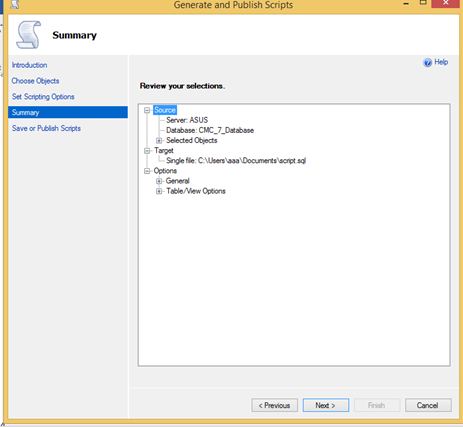 Generate and Publish Scripts
Summary
Help
Introduction
Choose Objects
Set Scripting Options
Summary
Save or Publish Scripts
Review your selections.
Source
Server: ASUS
Database: CMC_7_Database
Selected Objects
Target
Single file: C:\Users\aaa\Documents\script.sql
Options
General
Table/View Options
< Previous
Next >
Finish
Cancel